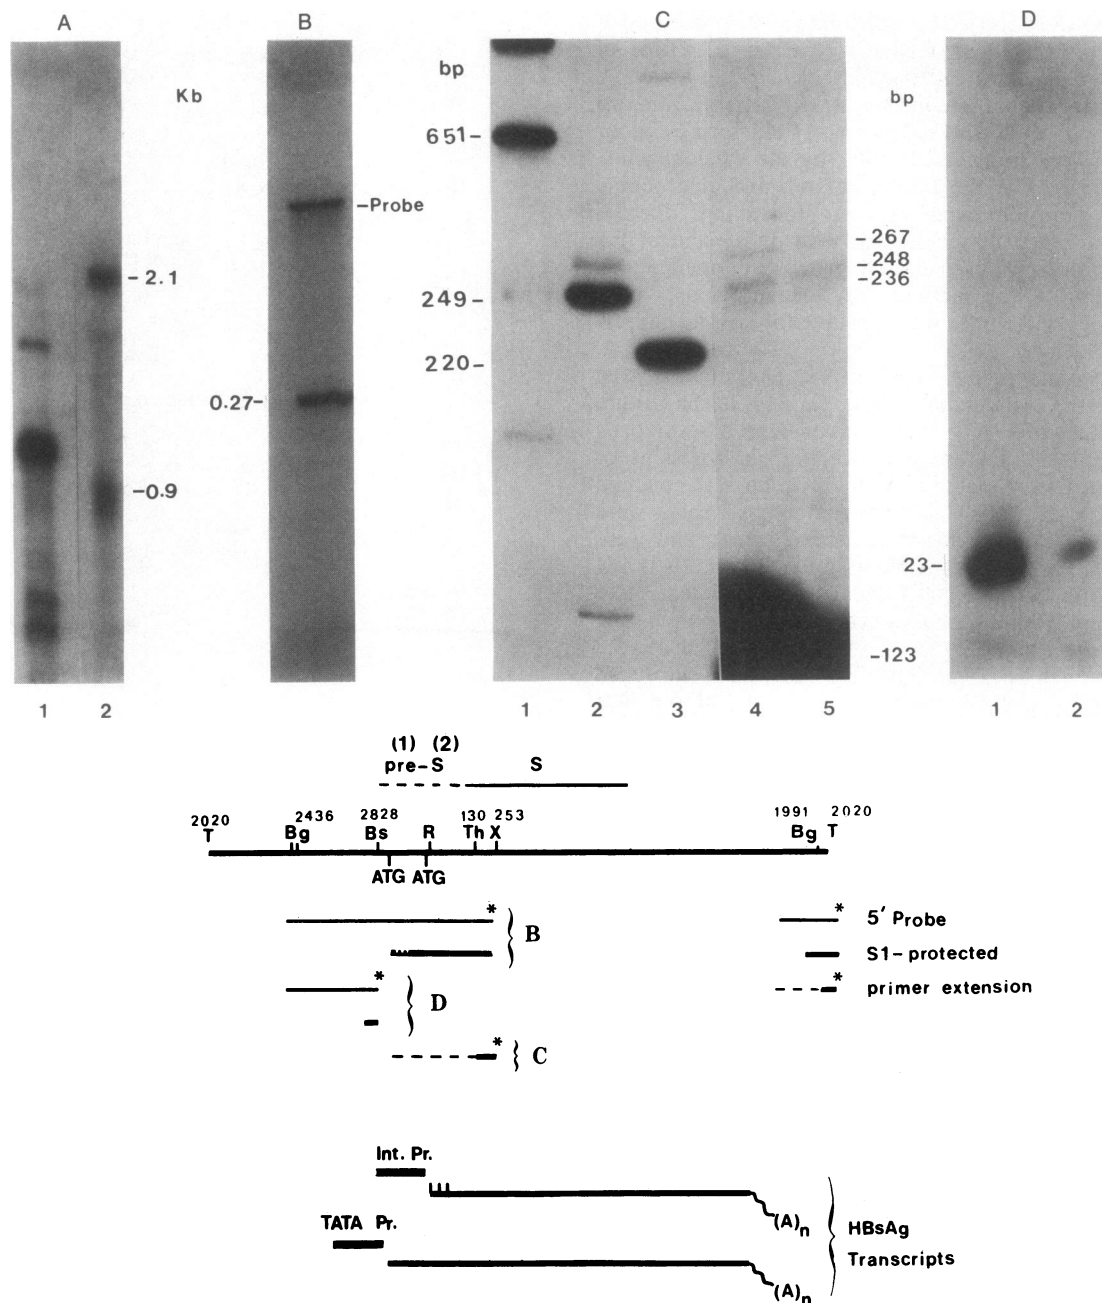 A B C D
Kb
bp
bp
651-
-Probe
-267
-248
-236
-2.1
249-
220-
0.27-
-0.9
23-
-123
1 2 1 2 3 4 5 1 2
(1) (2)
pre-S S
2020 2436 2828 130 253 1991 2020
T Bg Bs R Th X Bg T
ATG ATG
* B
* 5' Probe
S1-protected
* D
* primer extension
* C
Int. Pr.
(A)n
TATA Pr.
HBsAg
Transcripts
(A)n